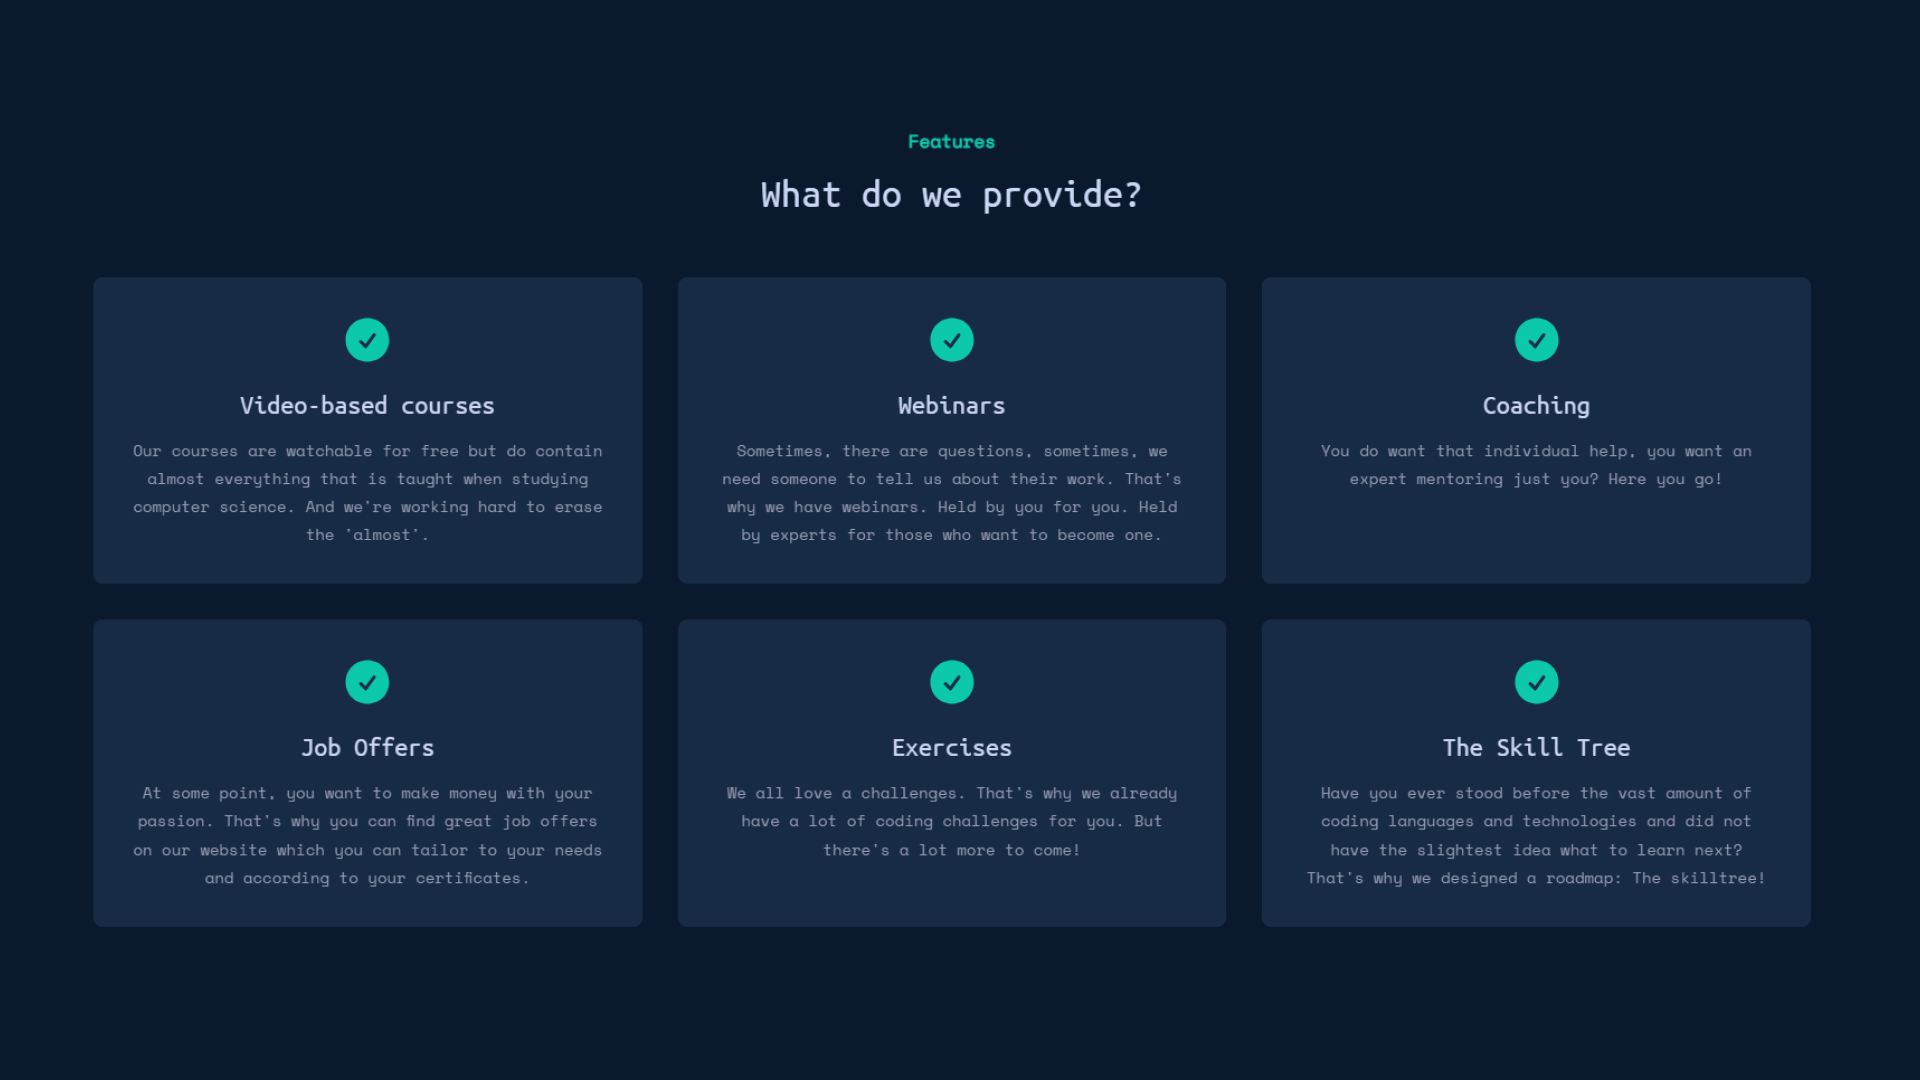 Features
What do we provide?
Video-based courses
Our courses are watchable for free but do contain
almost everything that is taught when studying
computer science. And we're working hard to erase
the 'almost'.
Webinars
Sometimes, there are questions, sometimes, we
need someone to tell us about their work. That's
why we have webinars. Held by you for you. Held
by experts for those who want to become one.
Coaching
You do want that individual help, you want an
expert mentoring just you? Here you go!
Job Offers
At some point, you want to make money with your
passion. That's why you can find great job offers
on our website which you can tailor to your needs
and according to your certificates.
Exercises
We all love a challenges. That's why we already
have a lot of coding challenges for you. But
there's a lot more to come!
The Skill Tree
Have you ever stood before the vast amount of
coding languages and technologies and did not
have the slightest idea what to learn next?
That's why we designed a roadmap: The skilltree!